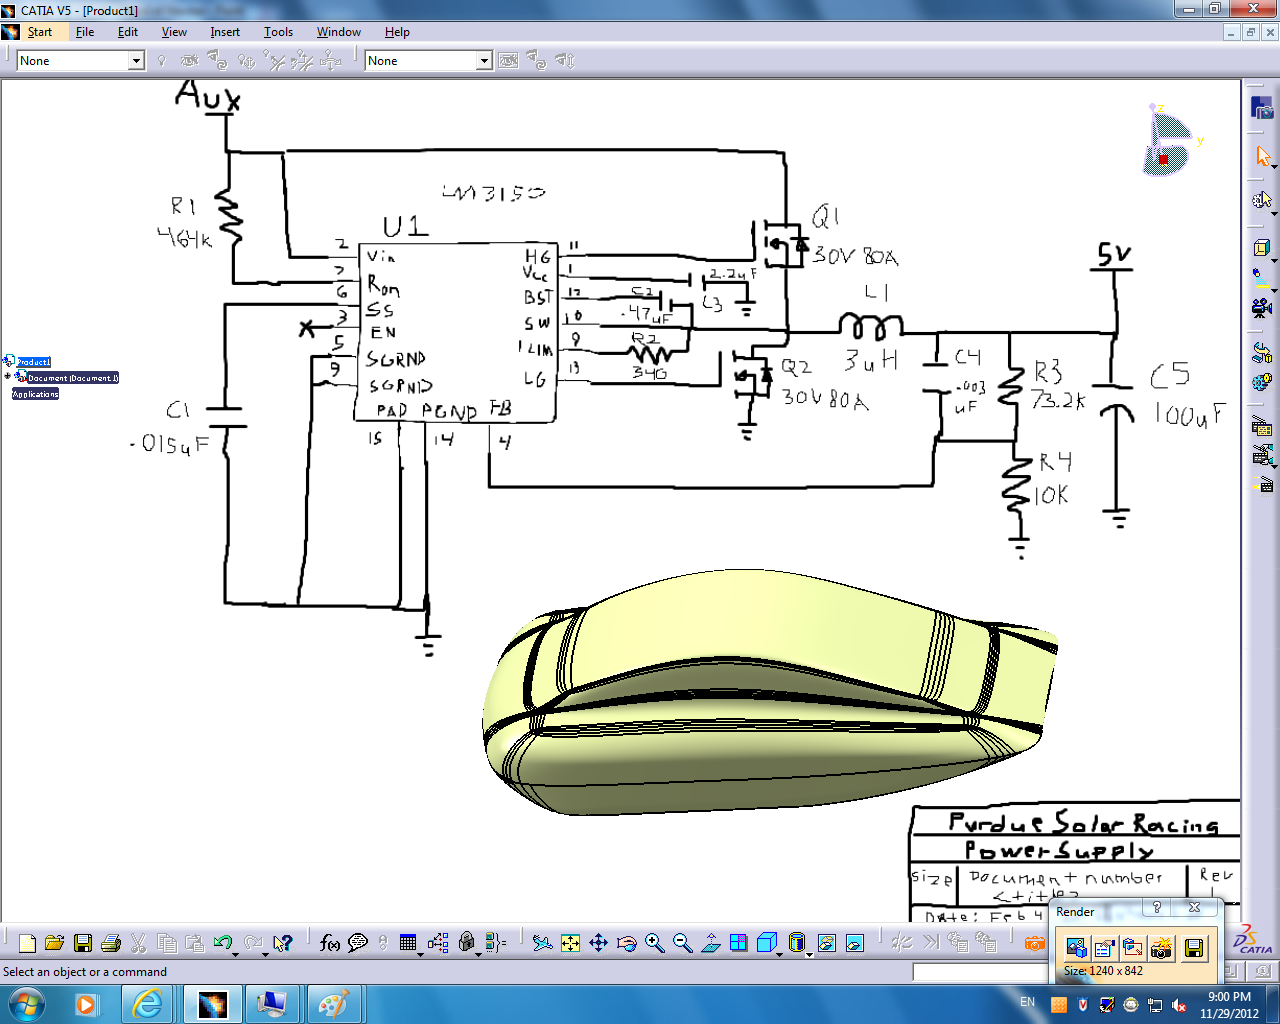 CATIA V5 - [Product1]
Start File Edit View Insert Tools Window Help
None None
Aux
z
y
LM3150
R1
464k
U1
Q1
30V 80A
5V
2 Vin
7 Ron
6 SS
3 EN
5 SGRND
9 SGPND
HG 11
Vcc 1
BST 12
SW 10
ILIM 8
LG 13
2.2uF
C3
C2
.47uF
R2
340
L1
3uH
Q2
30V 80A
C4
.003
uF
R3
73.2K
C5
100uF
Product1
Document (Document 1)
Applications
C1
.015uF
PAD PGND FB
15 14 4
R4
10K
Purdue Solar Racing
Power Supply
Size Document number Rev
<title> 1
Date: Feb 4
Render
Size: 1240 x 842
f(x)
CATIA
Select an object or a command
EN
9:00 PM
11/29/2012